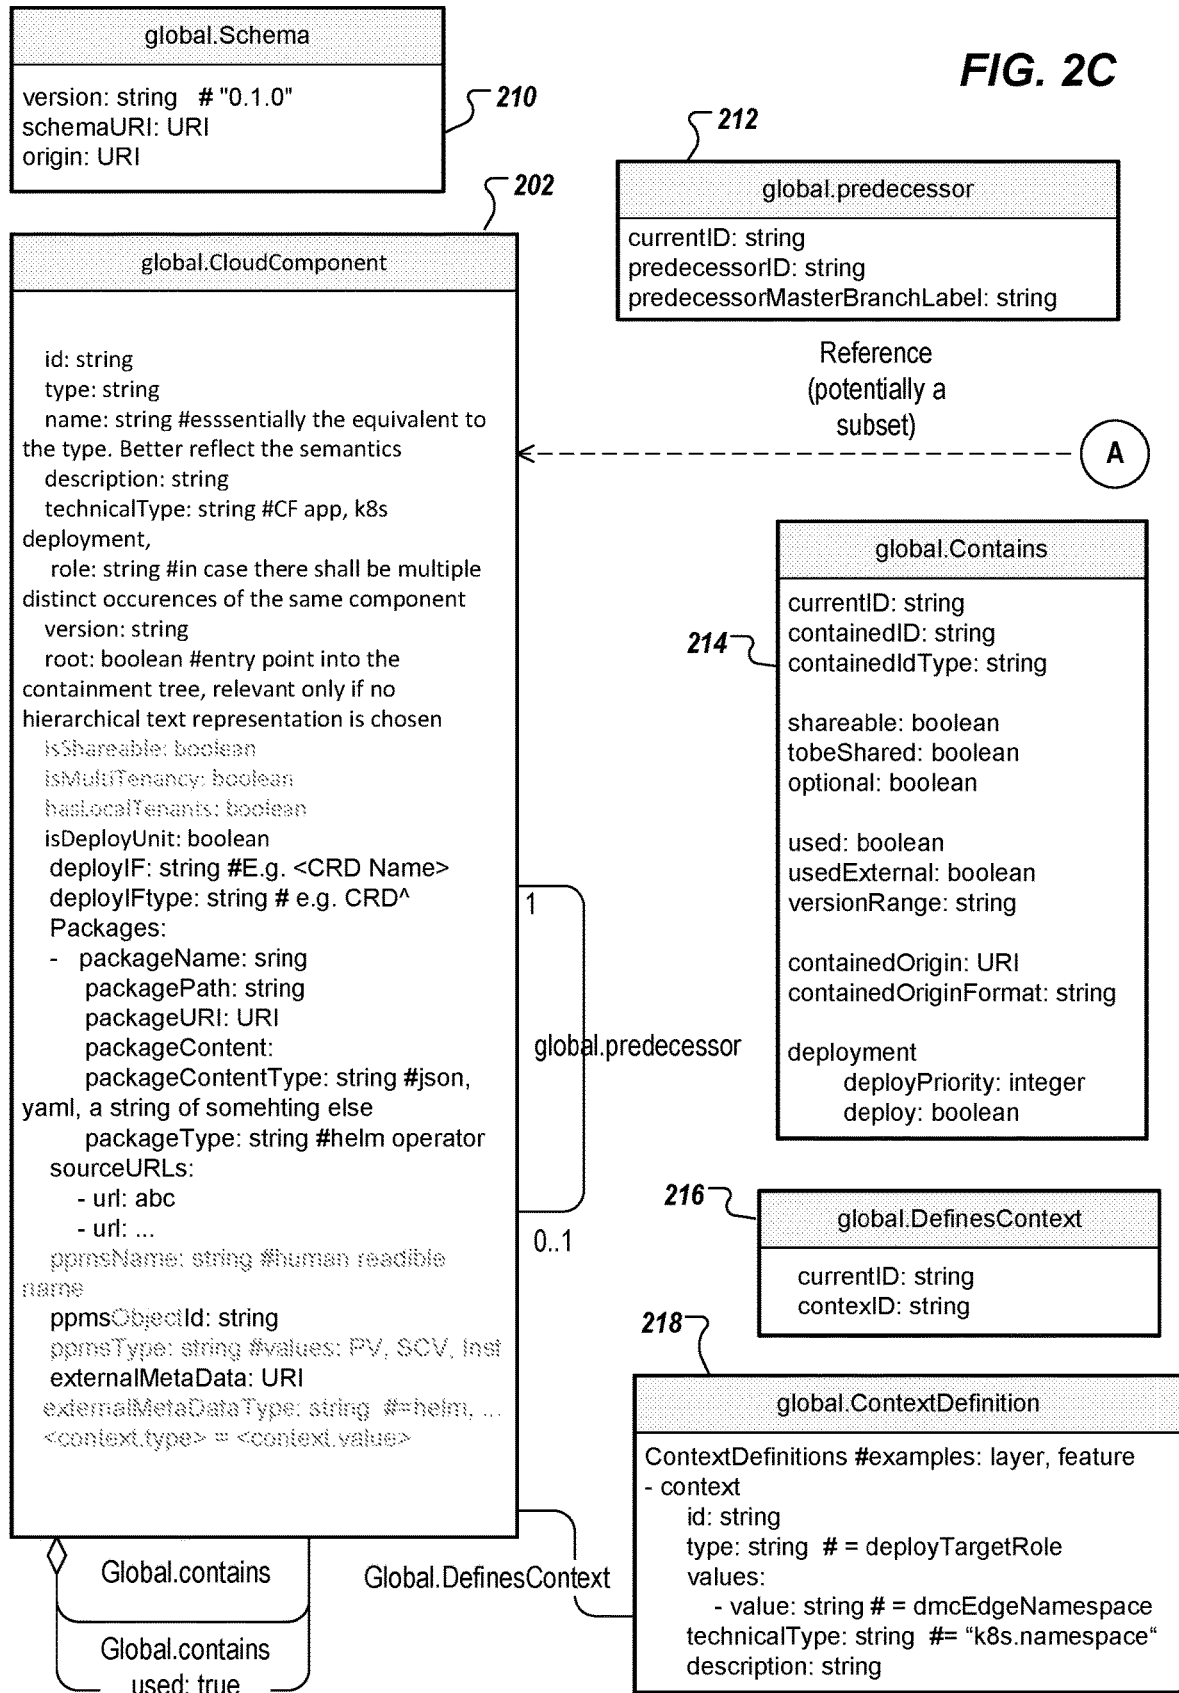 global.Schema
version: string # "0.1.0"
schemaURI: URI
origin: URI
210
FIG. 2C
212
global.predecessor
currentID: string
predecessorID: string
predecessorMasterBranchLabel: string
202
global.CloudComponent
id: string
type: string
name: string #esssentially the equivalent to
the type. Better reflect the semantics
description: string
technicalType: string #CF app, k8s
deployment,
role: string #in case there shall be multiple
distinct occurences of the same component
version: string
root: boolean #entry point into the
containment tree, relevant only if no
hierarchical text representation is chosen
isShareable: boolean
isMultiTenancy: boolean
hasLocalTenants: boolean
isDeployUnit: boolean
deployIF: string #E.g. <CRD Name>
deployIFtype: string # e.g. CRD^
Packages:
- packageName: sring
packagePath: string
packageURI: URI
packageContent:
packageContentType: string #json,
yaml, a string of somehting else
packageType: string #helm operator
sourceURLs:
- url: abc
- url: ...
ppmsName: string #human readible
name
ppmsObjectId: string
ppmsType: string #values: PV, SCV, Inst
externalMetaData: URI
externalMetaDataType: string #=helm, ...
<context.type> = <context.value>
Reference
(potentially a
subset)
A
214
global.Contains
currentID: string
containedID: string
containedIdType: string
shareable: boolean
tobeShared: boolean
optional: boolean
used: boolean
usedExternal: boolean
versionRange: string
containedOrigin: URI
containedOriginFormat: string
deployment
deployPriority: integer
deploy: boolean
1
global.predecessor
0..1
216
global.DefinesContext
currentID: string
contexID: string
218
global.ContextDefinition
ContextDefinitions #examples: layer, feature
- context
id: string
type: string # = deployTargetRole
values:
- value: string # = dmcEdgeNamespace
technicalType: string #= “k8s.namespace“
description: string
Global.contains
Global.DefinesContext
Global.contains
used: true